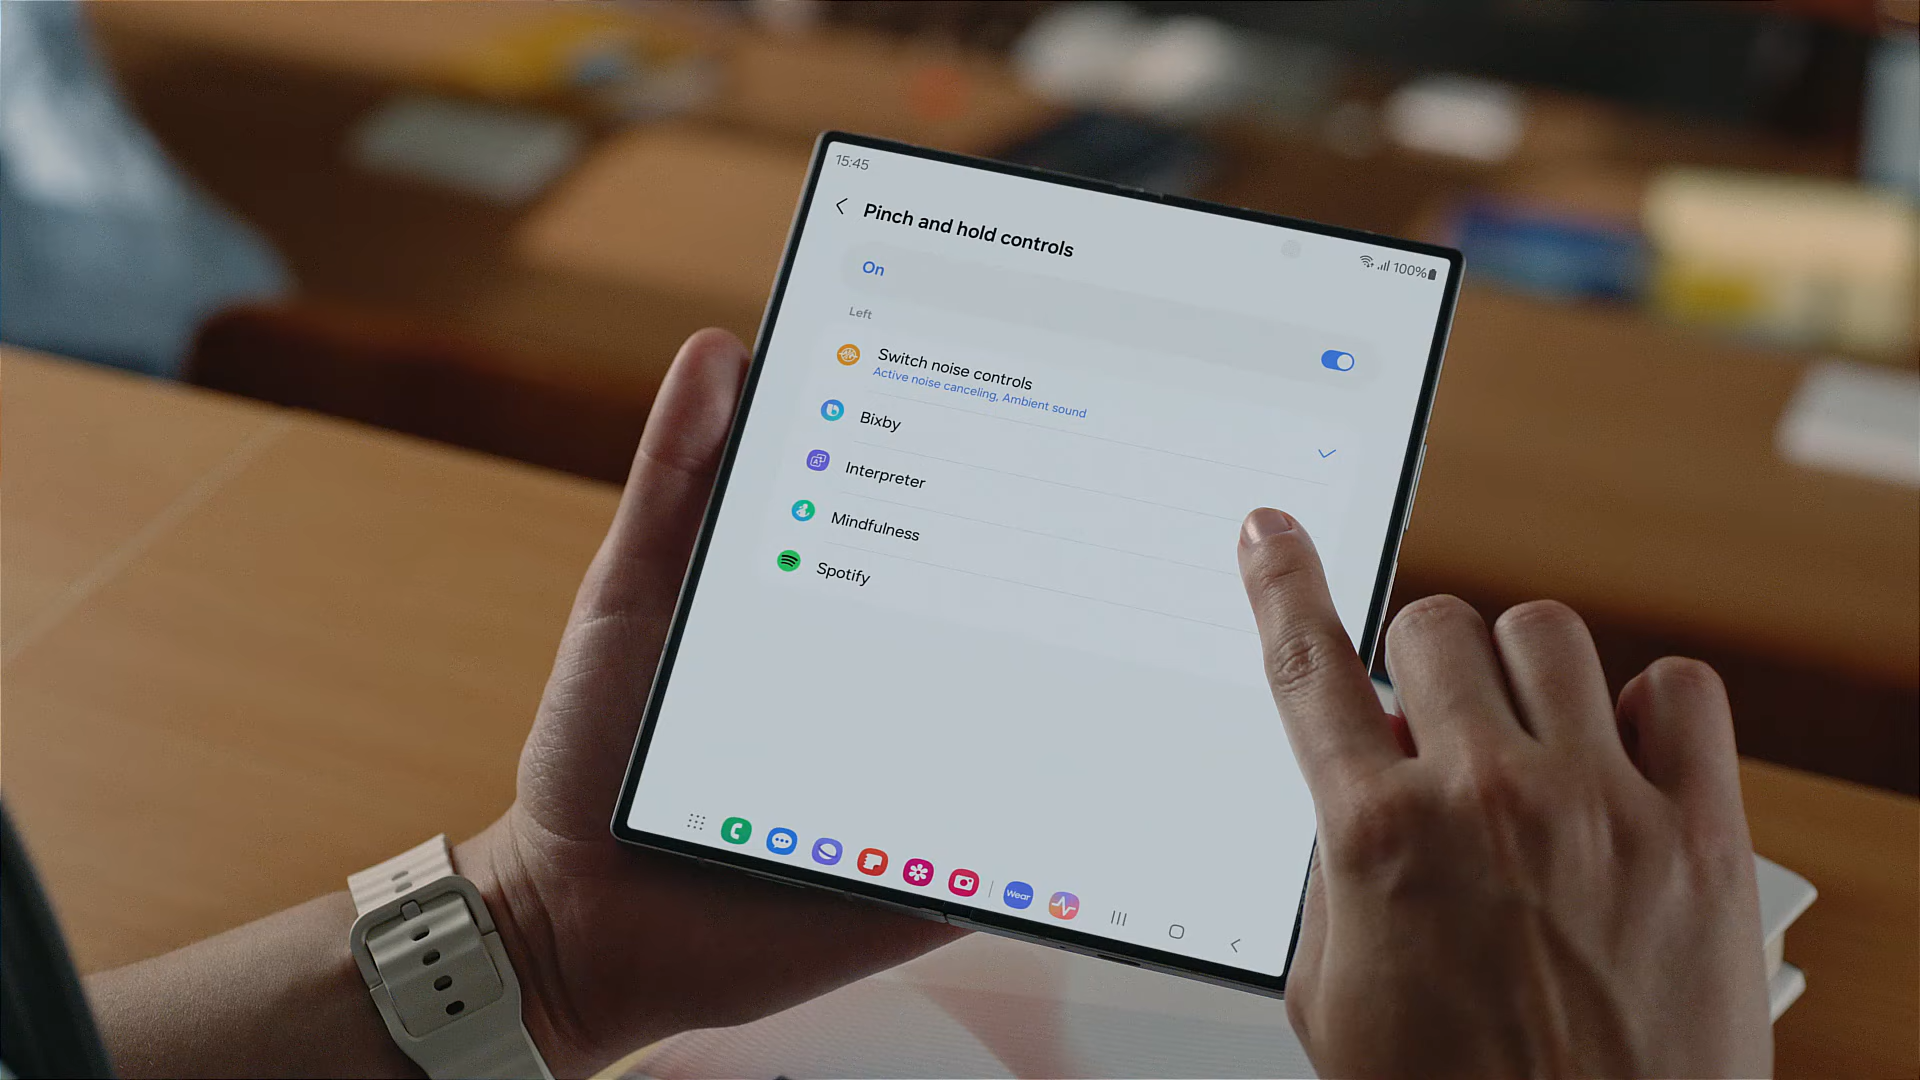 15:45
100%
Pinch and hold controls
On
Left
Switch noise controls
Active noise canceling, Ambient sound
Bixby
Interpreter
Mindfulness
Spotify
Wear